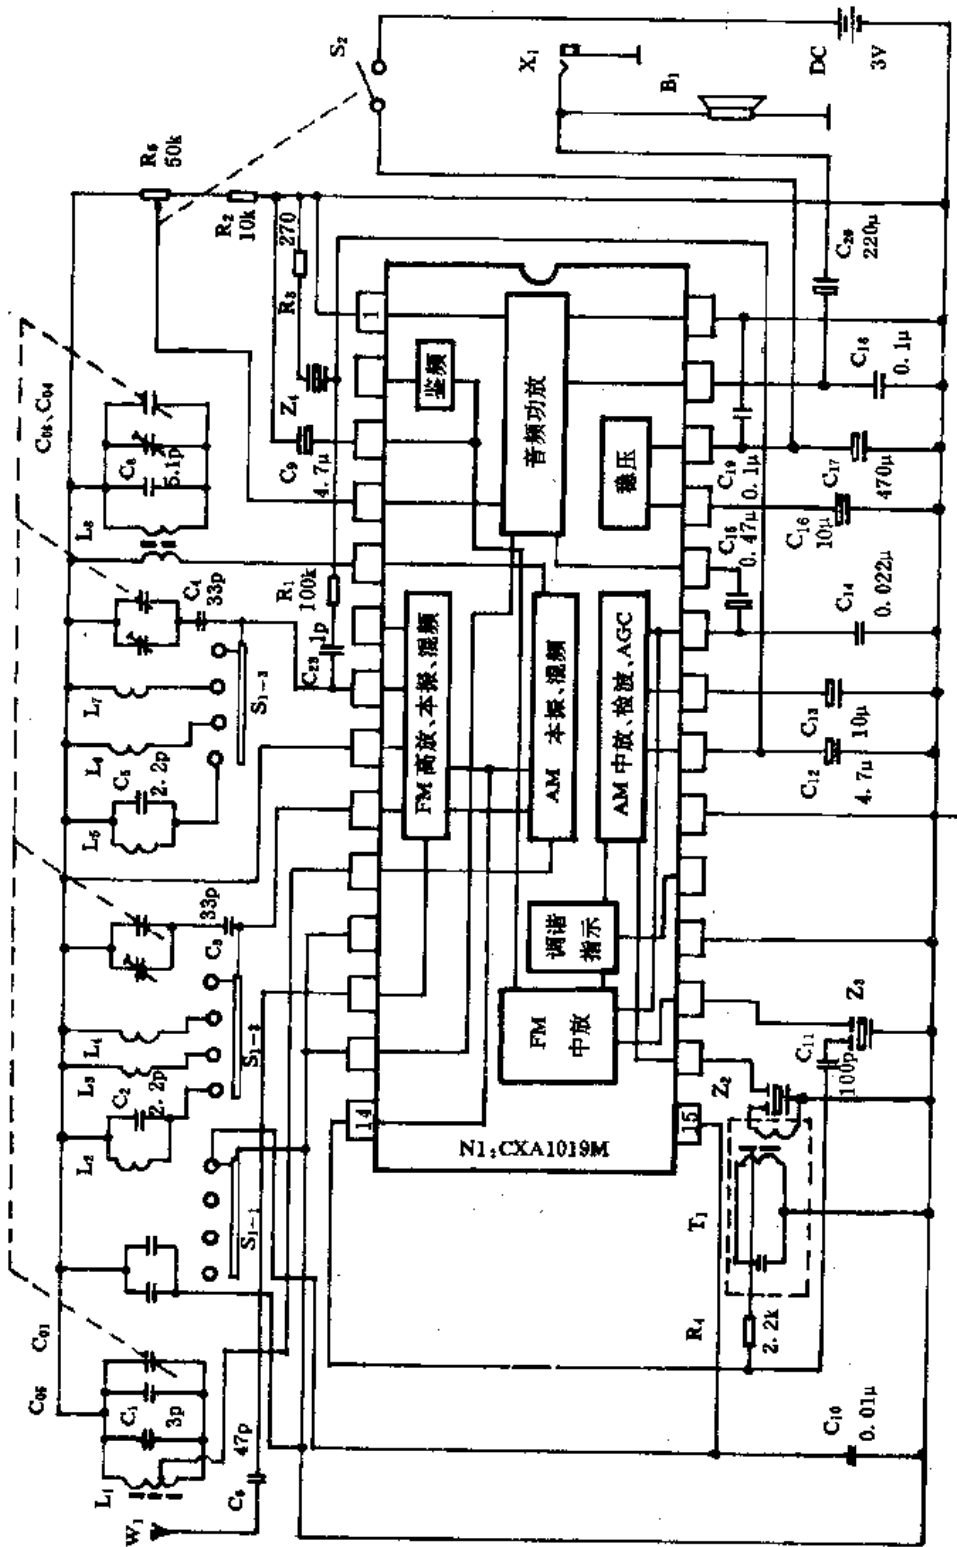 W₁
L₁
C₀₅
C₀₁
C₁
3p
C₆
47p
L₂
C₂
2.2p
L₃
L₄
S₁₋₁
S₁₋₂
C₃
33p
L₅
C₅
2.2p
L₆
L₇
S₁₋₃
C₄
33p
L₈
C₈
5.1p
C₀₃、C₀₄
R₅
50k
S₂
R₂
10k
270
R₃
Z₄
C₉
4.7μ
R₁
100k
C₂₃
1p
1
14
15
鉴频
音频功放
稳压
FM 高放、本振、混频
AM 本振、混频
AM 中放、检波、AGC
调谐
指示
FM
中放
N1:CXA1019M
X₁
B₁
DC
3V
C₂₀
220μ
C₁₈
0.1μ
C₁₉
0.1μ
C₁₇
470μ
C₁₆
10μ
C₁₅
0.47μ
C₁₄
0.022μ
C₁₃
10μ
C₁₂
4.7μ
Z₃
C₁₁
100p
Z₂
T₁
R₄
2.2k
C₁₀
0.01μ